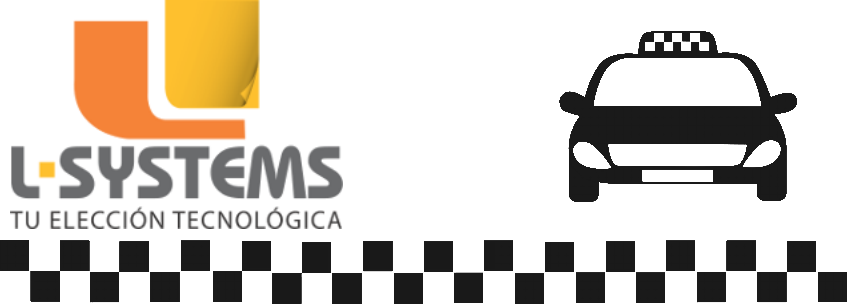 L·SYSTEMS
TU ELECCIÓN TECNOLÓGICA